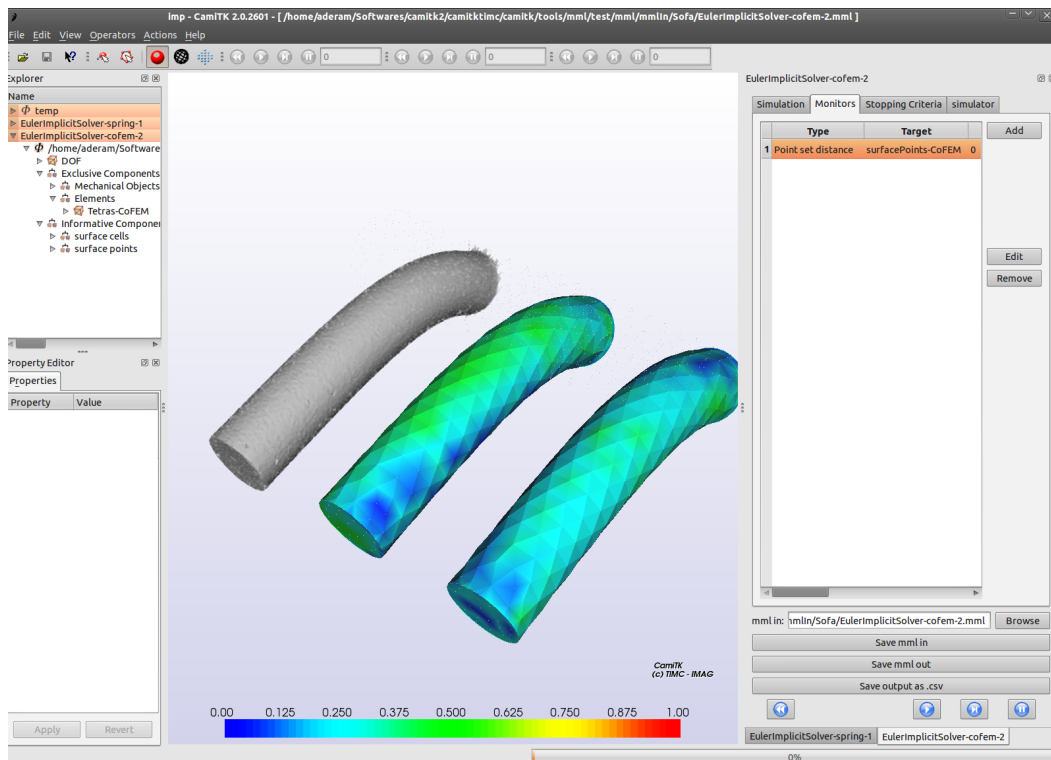 imp - CamiTK 2.0.2601 - [ /home/aderam/Softwares/camitk2/camitktimc/camitk/tools/mml/test/mml/mmlIn/Sofa/EulerImplicitSolver-cofem-2.mml ]
File Edit View Operators Actions Help
0 0 0
Explorer
Name
temp
EulerImplicitSolver-spring-1
EulerImplicitSolver-cofem-2
/home/aderam/Software
DOF
Exclusive Components
Mechanical Objects
Elements
Tetras-CoFEM
Informative Componen
surface cells
surface points
Property Editor
Properties
Property Value
Apply Revert
CamiTK
(c) TIMC - IMAG
0.00 0.125 0.250 0.375 0.500 0.625 0.750 0.875 1.00
EulerImplicitSolver-cofem-2
Simulation Monitors Stopping Criteria simulator
Type Target
1 Point set distance surfacePoints-CoFEM 0
Add
Edit
Remove
mml in: nmlIn/Sofa/EulerImplicitSolver-cofem-2.mml Browse
Save mml in
Save mml out
Save output as .csv
EulerImplicitSolver-spring-1 EulerImplicitSolver-cofem-2
0%